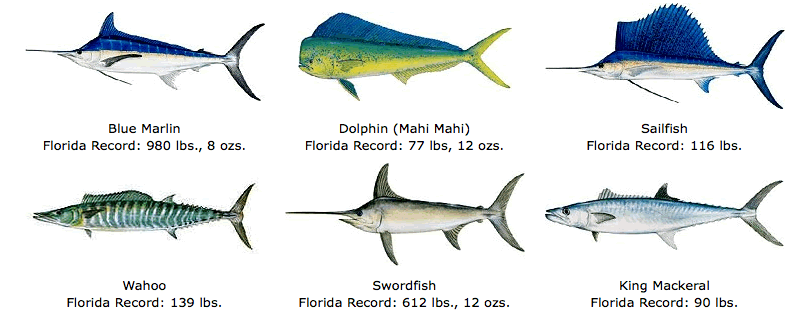 Blue Marlin
Florida Record: 980 lbs., 8 ozs.
Dolphin (Mahi Mahi)
Florida Record: 77 lbs, 12 ozs.
Sailfish
Florida Record: 116 lbs.
Wahoo
Florida Record: 139 lbs.
Swordfish
Florida Record: 612 lbs., 12 ozs.
King Mackeral
Florida Record: 90 lbs.